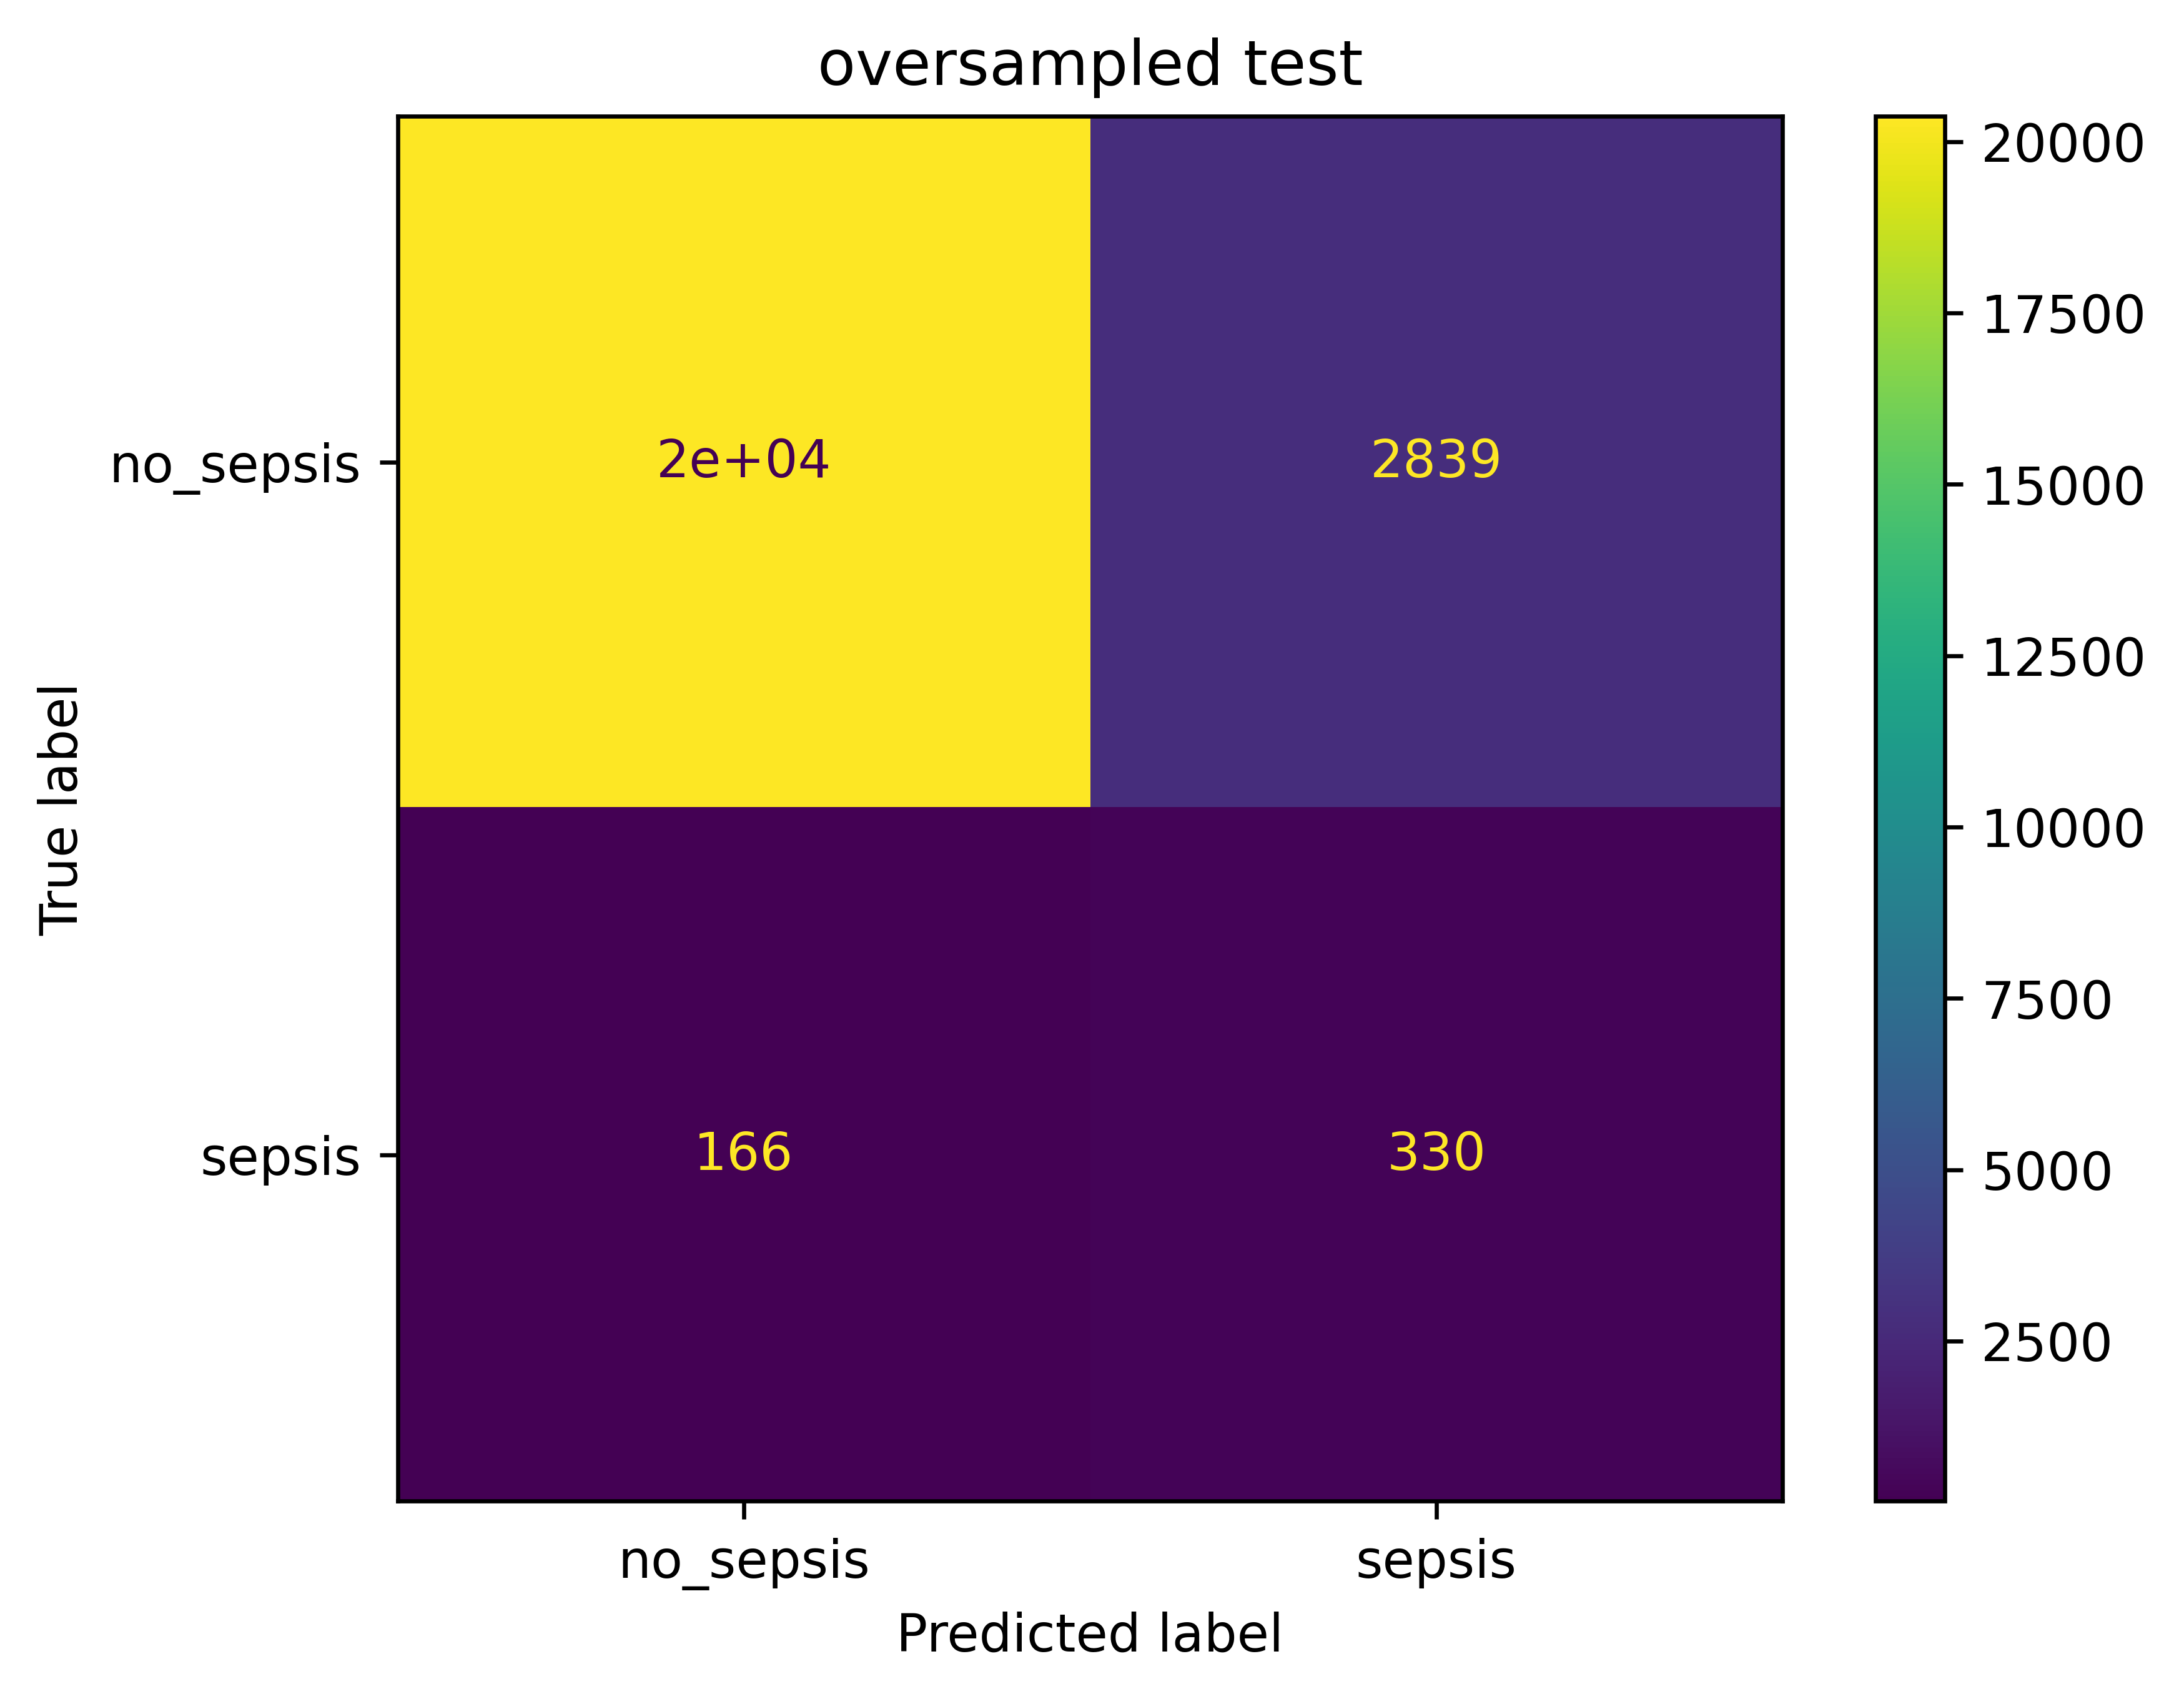 oversampled test
True label
no_sepsis
2e+04
2839
sepsis
166
330
no_sepsis
sepsis
Predicted label
20000
17500
15000
12500
10000
7500
5000
2500